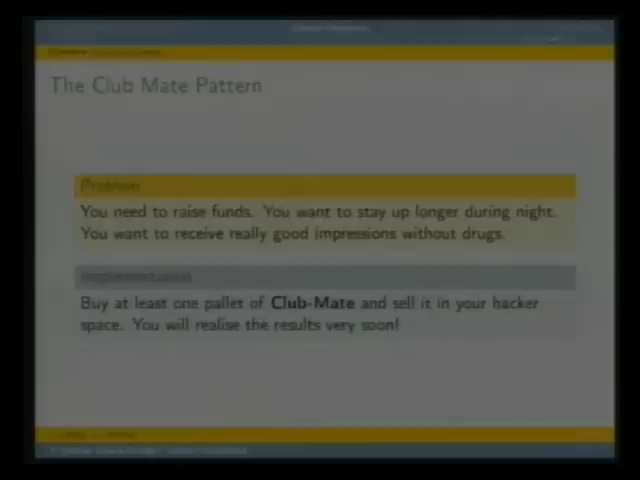 The Club Mate Pattern
Problem
You need to raise funds. You want to stay up longer during night.
You want to receive really good impressions without drugs.
Implementation
Buy at least one pallet of Club-Mate and sell it in your hacker
space. You will realise the results very soon!